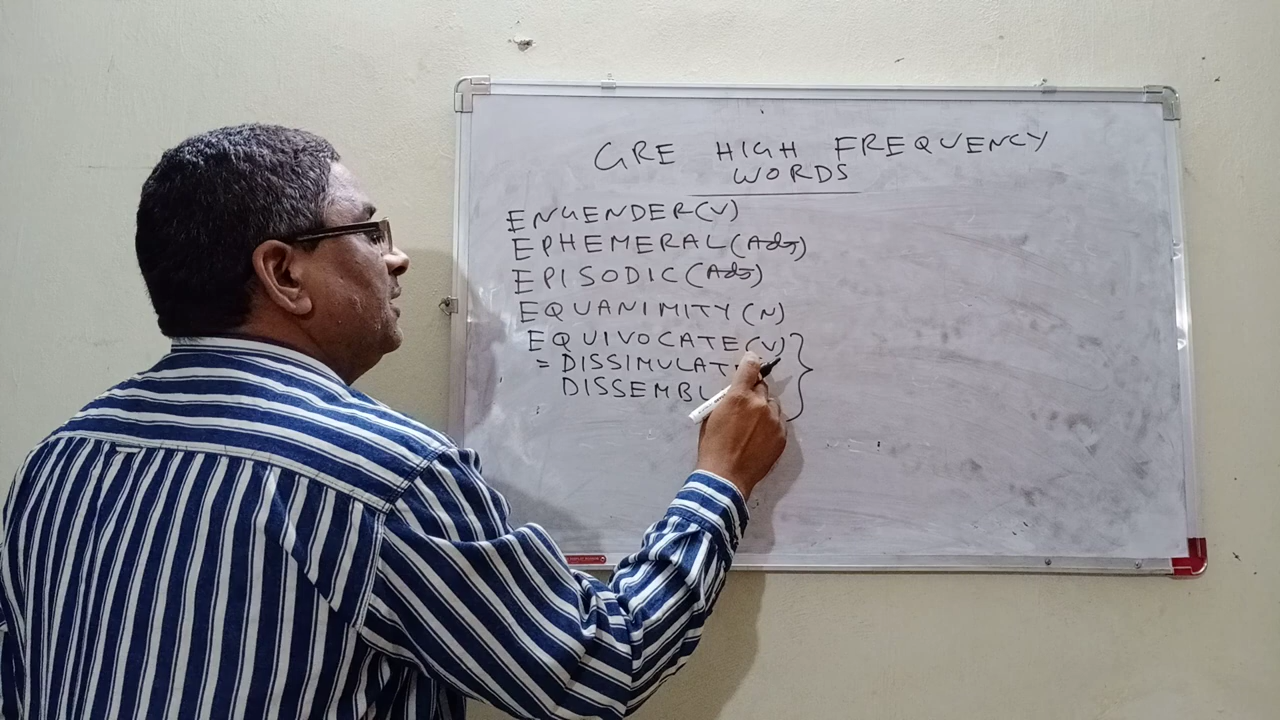 GRE HIGH FREQUENCY
WORDS
ENGENDER(V)
EPHEMERAL(Adj)
EPISODIC(Adj)
EQUANIMITY(N)
EQUIVOCATE(V)
= DISSIMULAT
DISSEMBL